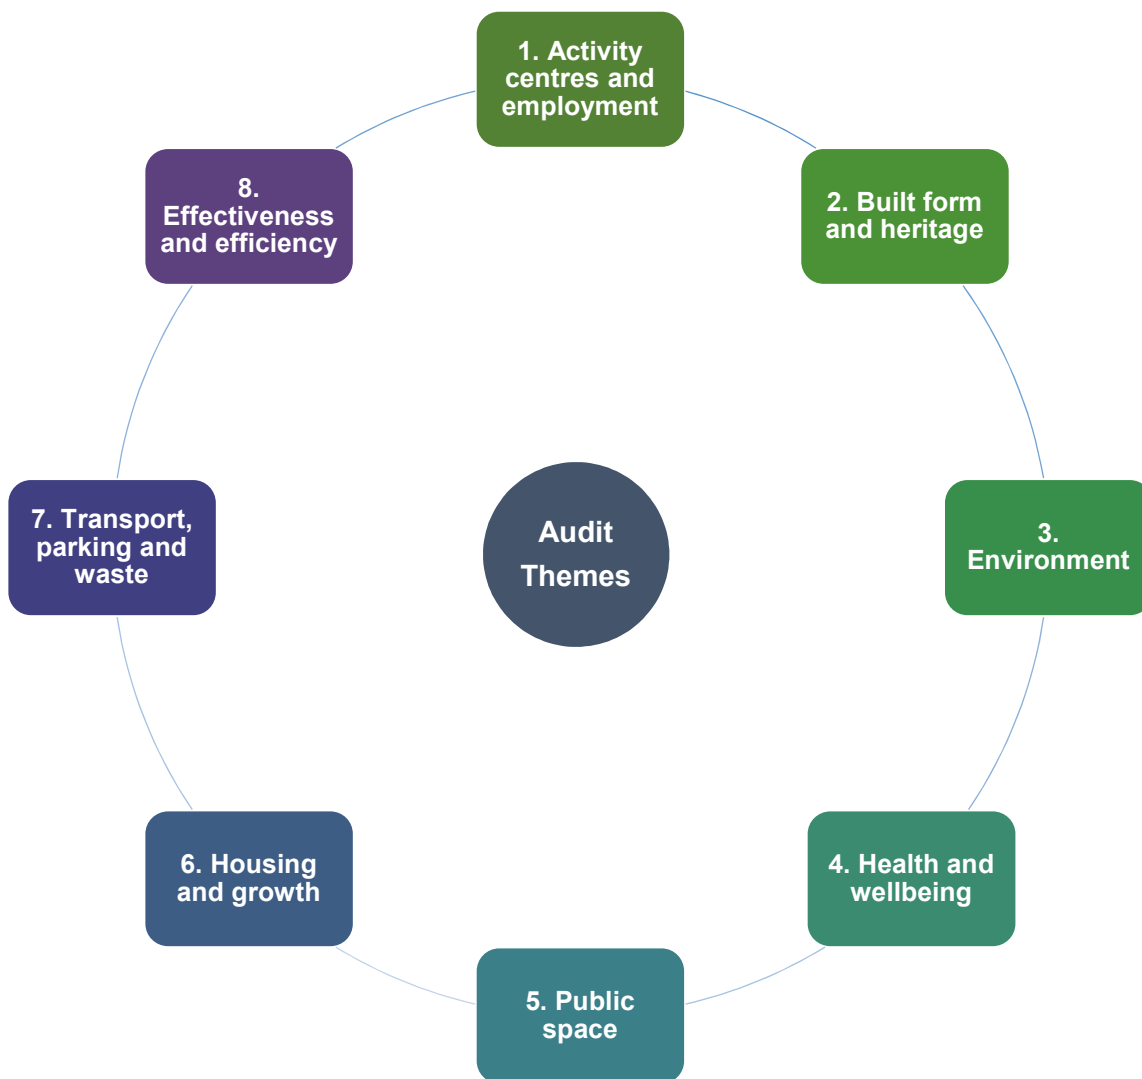 1. Activity
centres and
employment
2. Built form
and heritage
3.
Environment
4. Health and
wellbeing
5. Public
space
6. Housing
and growth
7. Transport,
parking and
waste
8.
Effectiveness
and efficiency
Audit
Themes